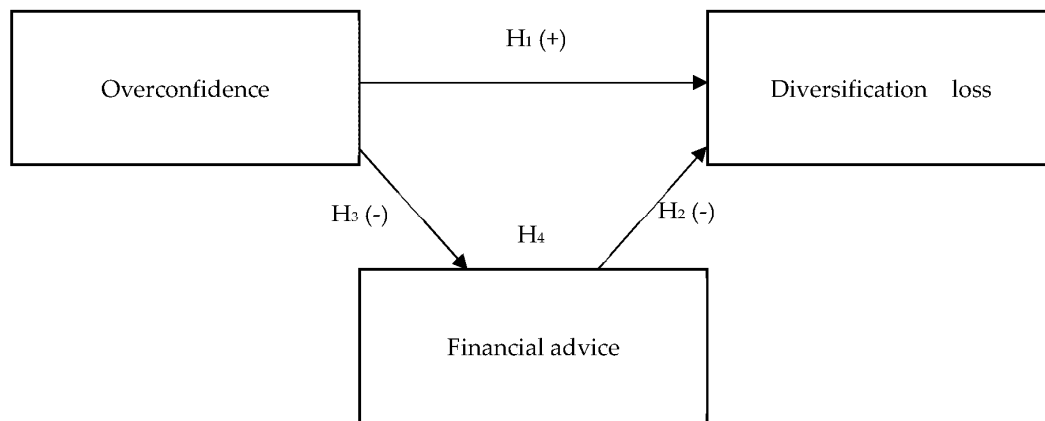 H1 (+)
Overconfidence
Diversification loss
H3 (-)
H4
H2 (-)
Financial advice